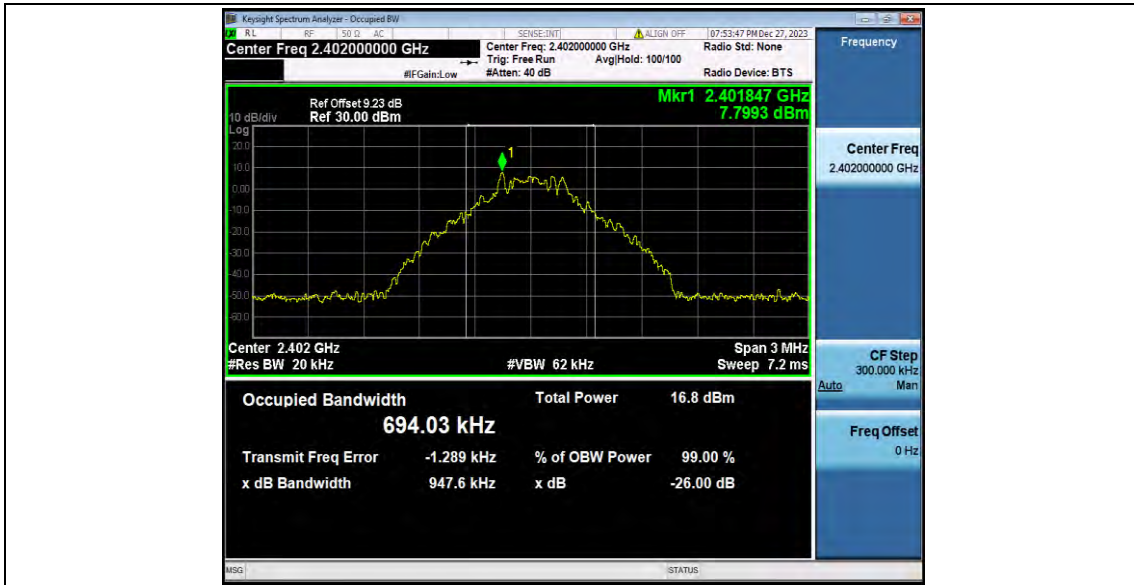 Keysight Spectrum Analyzer - Occupied BW
RL RF 50 Ω AC SENSE:INT ALIGN OFF 07:53:47 PM Dec 27, 2023
Center Freq 2.402000000 GHz
Center Freq: 2.402000000 GHz Radio Std: None
Trig: Free Run Avg|Hold: 100/100
#IFGain:Low #Atten: 40 dB Radio Device: BTS
Mkr1 2.401847 GHz
7.7993 dBm
Ref Offset 9.23 dB
10 dB/div Ref 30.00 dBm
Log
20.0
10.0
0.00
-10.0
-20.0
-30.0
-40.0
-50.0
-60.0
1
Center 2.402 GHz Span 3 MHz
#Res BW 20 kHz #VBW 62 kHz Sweep 7.2 ms
Occupied Bandwidth Total Power 16.8 dBm
694.03 kHz
Transmit Freq Error -1.289 kHz % of OBW Power 99.00 %
x dB Bandwidth 947.6 kHz x dB -26.00 dB
MSG STATUS
Frequency
Center Freq
2.402000000 GHz
CF Step
300.000 kHz
Auto Man
Freq Offset
0 Hz